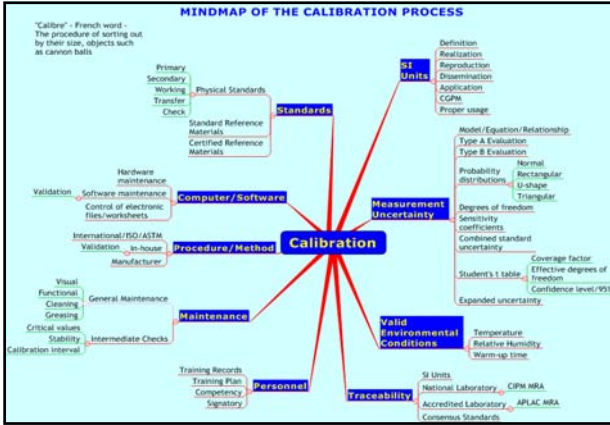 MINDMAP OF THE CALIBRATION PROCESS
"Calibre" - French word -
The procedure of sorting out
by their size, objects such
as cannon balls
Calibration
SI
Units
Definition
Realization
Reproduction
Dissemination
Application
CGPM
Proper usage
Measurement
Uncertainty
Model/Equation/Relationship
Type A Evaluation
Type B Evaluation
Probability
distributions
Normal
Rectangular
U-shape
Triangular
Degrees of freedom
Sensitivity
coefficients
Combined standard
uncertainty
Student's t table
Coverage factor
Effective degrees of
freedom
Confidence level/95%
Expanded uncertainty
Valid
Environmental
Conditions
Temperature
Relative Humidity
Warm-up time
Traceability
SI Units
National Laboratory
CIPM MRA
Accredited Laboratory
APLAC MRA
Consensus Standards
Standards
Physical Standards
Primary
Secondary
Working
Transfer
Check
Standard Reference
Materials
Certified Reference
Materials
Computer/Software
Hardware
maintenance
Software maintenance
Validation
Control of electronic
files/worksheets
Procedure/Method
International/ISO/ASTM
In-house
Validation
Manufacturer
Maintenance
General Maintenance
Visual
Functional
Cleaning
Greasing
Intermediate Checks
Critical values
Stability
Calibration interval
Personnel
Training Records
Training Plan
Competency
Signatory